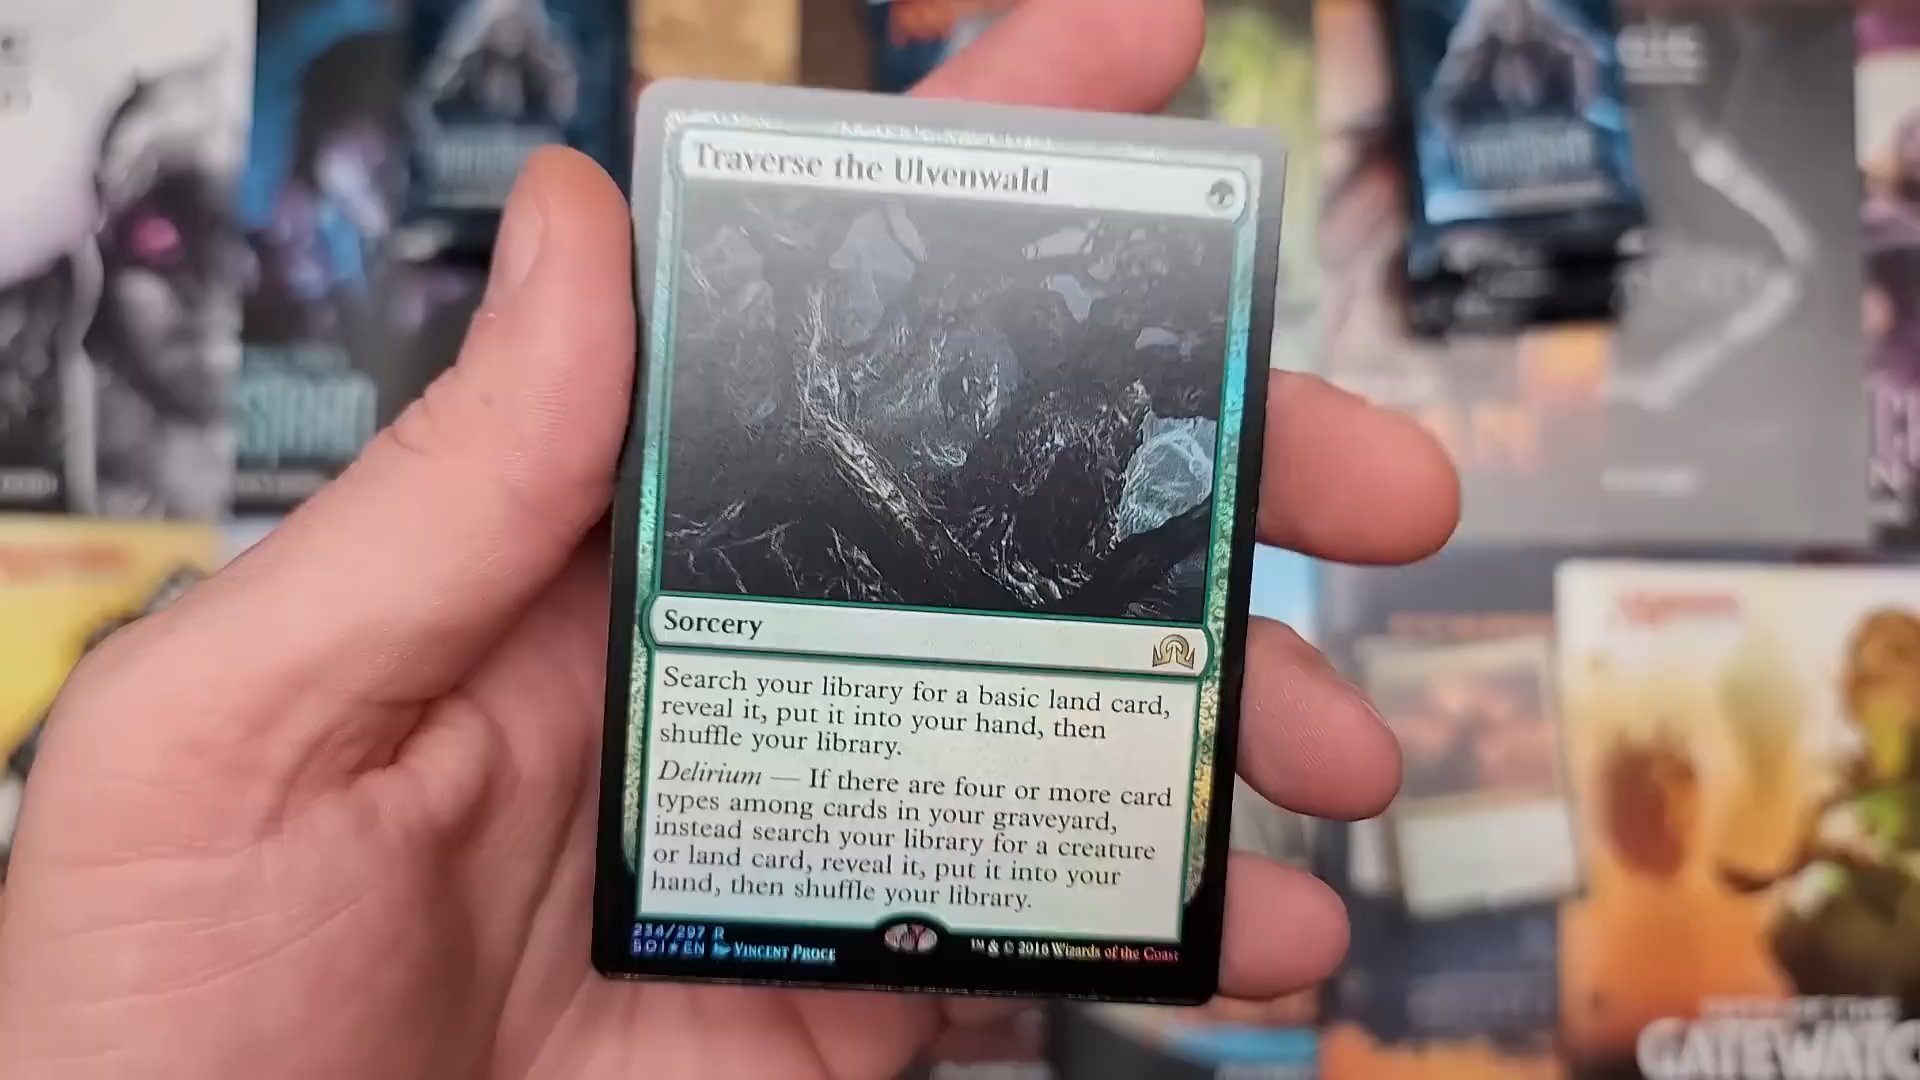 Traverse the Ulvenwald
Sorcery
Search your library for a basic land card,
reveal it, put it into your hand, then
shuffle your library.
Delirium — If there are four or more card
types among cards in your graveyard,
instead search your library for a creature
or land card, reveal it, put it into your
hand, then shuffle your library.
234/297 R
SOI★EN Vincent Proce
™ & © 2016 Wizards of the Coast
GATEWATC